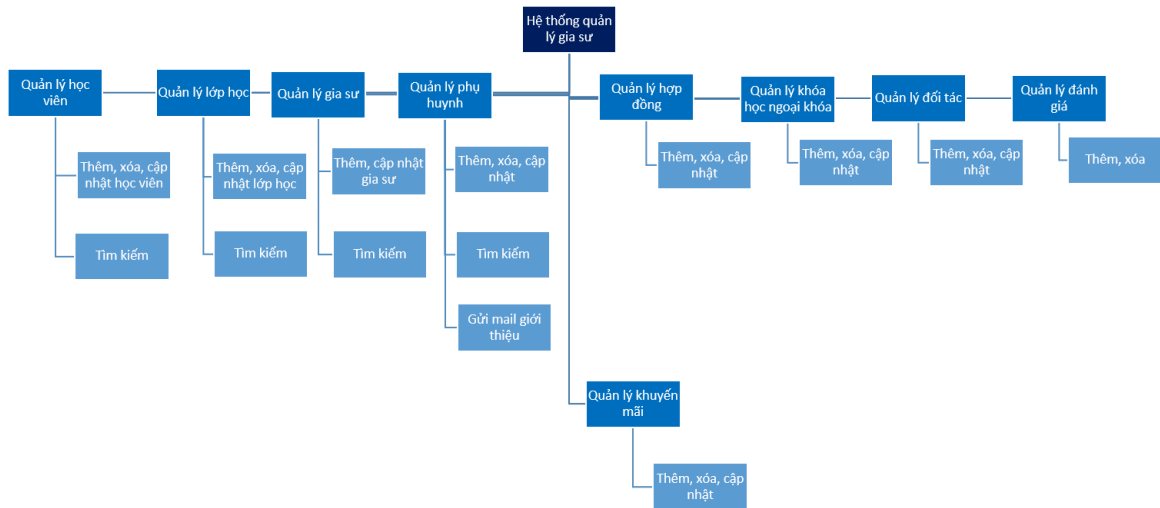 Hệ thống quản
lý gia sư
Quản lý học
viên
Quản lý lớp học
Quản lý gia sư
Quản lý phụ
huynh
Quản lý hợp
đồng
Quản lý khóa
học ngoại khóa
Quản lý đối tác
Quản lý đánh
giá
Thêm, xóa, cập
nhật học viên
Thêm, xóa, cập
nhật lớp học
Thêm, cập nhật
gia sư
Thêm, xóa, cập
nhật
Thêm, xóa, cập
nhật
Thêm, xóa, cập
nhật
Thêm, xóa, cập
nhật
Thêm, xóa
Tìm kiếm
Tìm kiếm
Tìm kiếm
Tìm kiếm
Gửi mail giới
thiệu
Quản lý khuyến
mãi
Thêm, xóa, cập
nhật